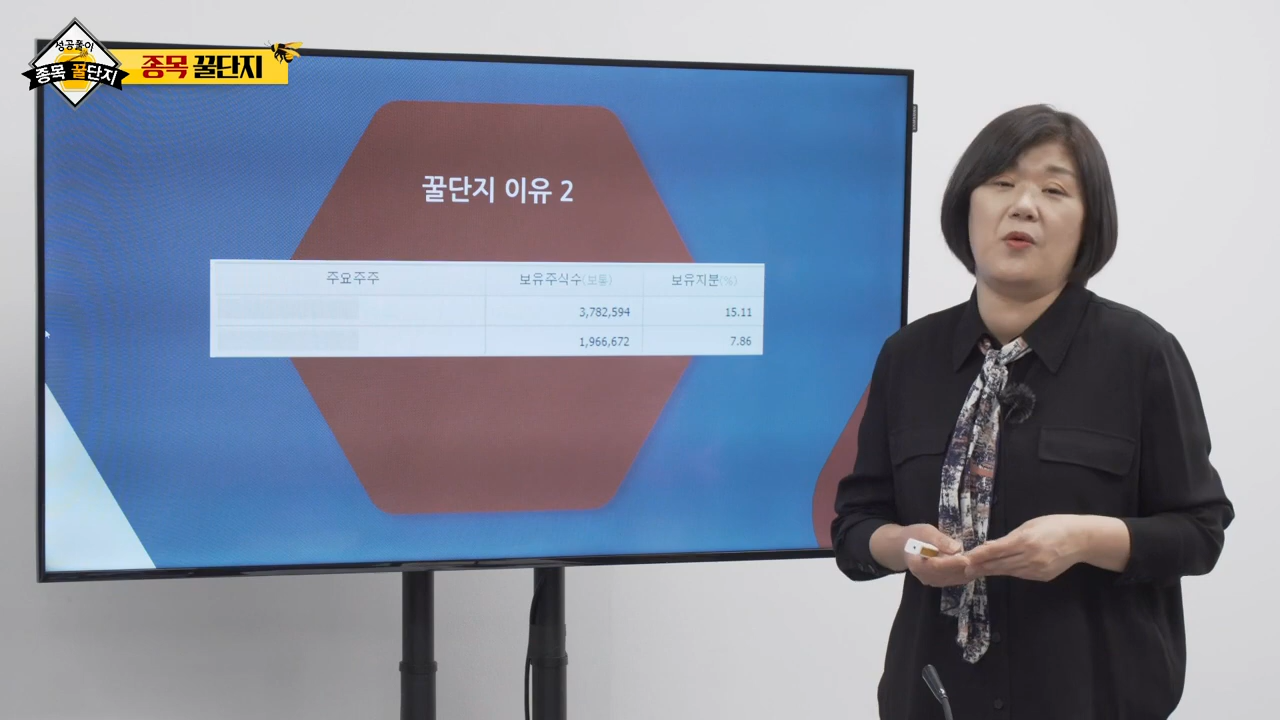 성공풀이
종목 꿀단지
종목 꿀단지
꿀단지 이유 2
주요주주 보유주식수(보통) 보유지분(%)
3,782,594 15.11
1,966,672 7.86